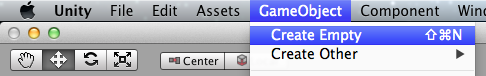 Unity File Edit Assets GameObject Component
Create Empty ⇧⌘N
Create Other ▶
Center